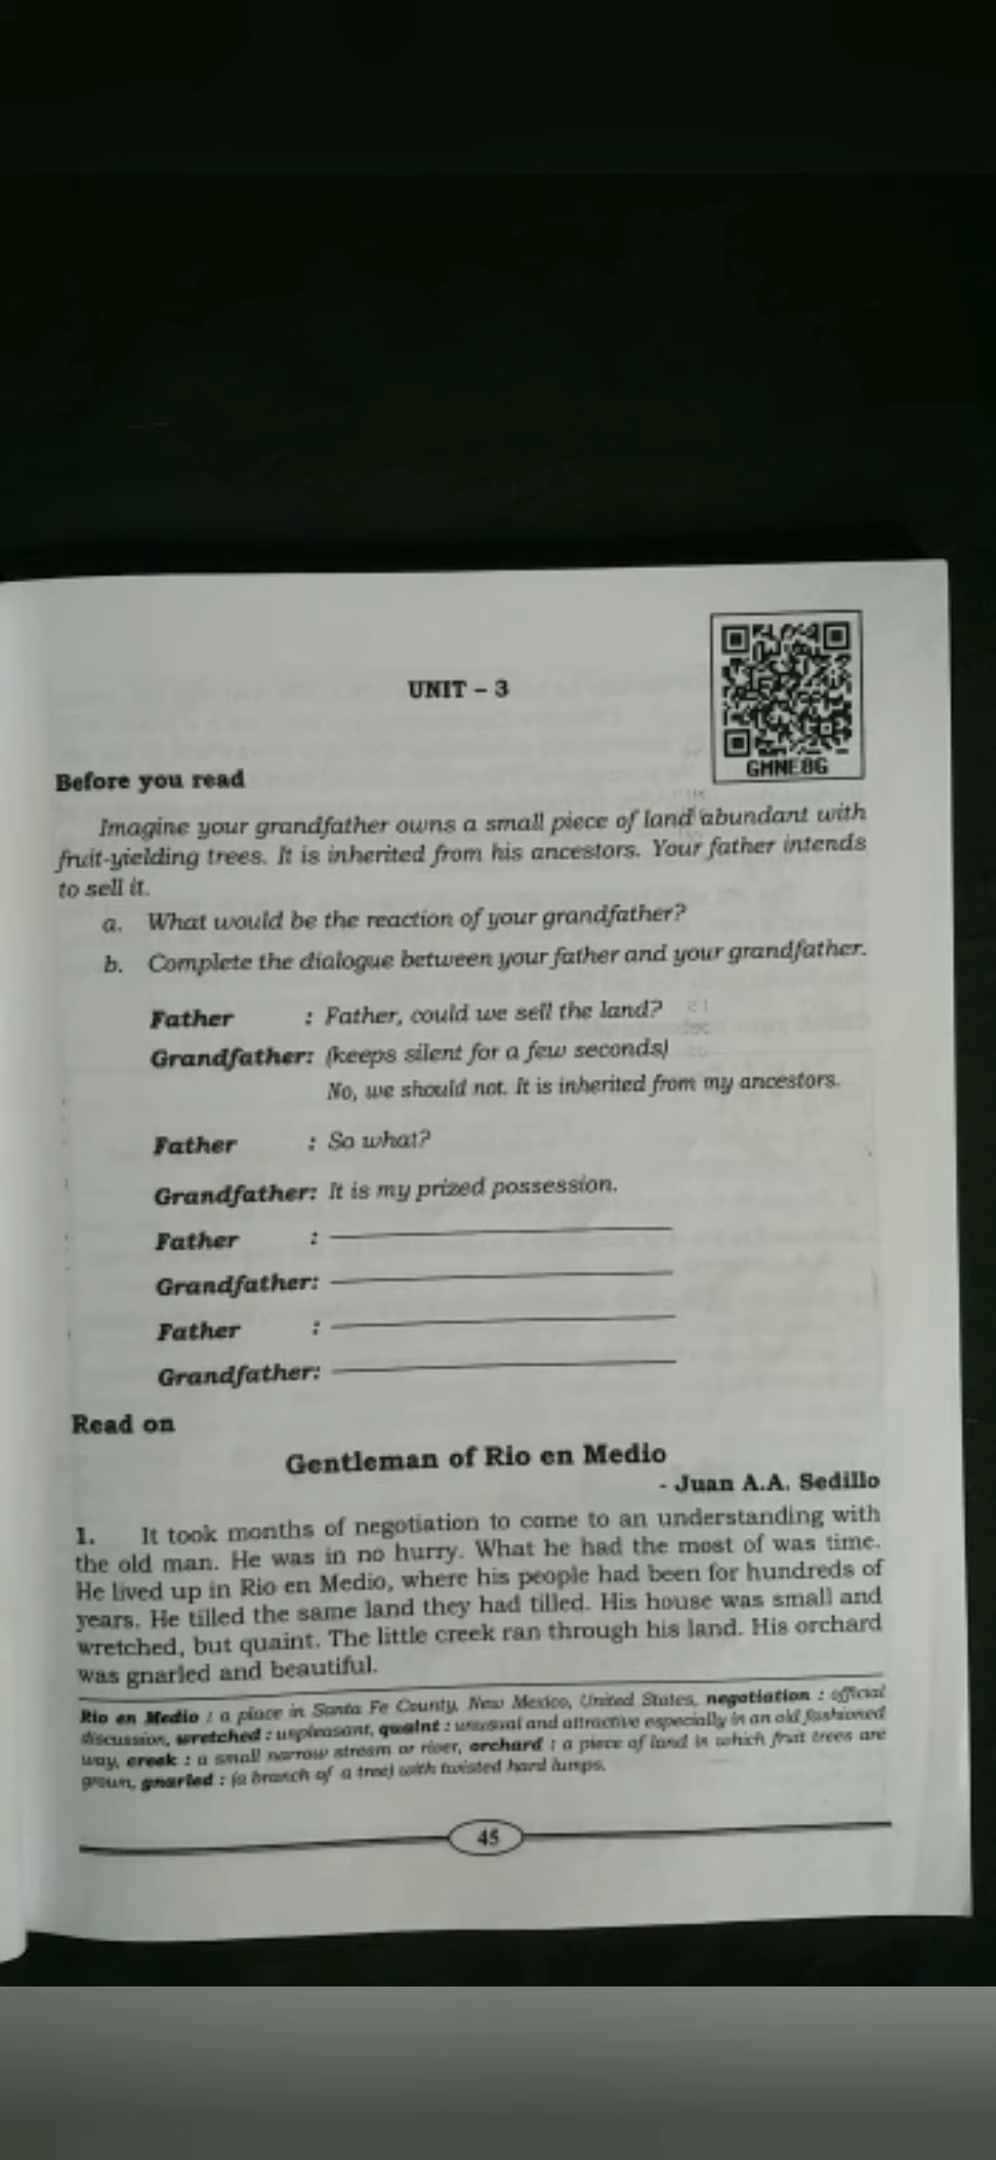 UNIT – 3
GMNE8G
Before you read
Imagine your grandfather owns a small piece of land abundant with
fruit-yielding trees. It is inherited from his ancestors. Your father intends
to sell it.
a. What would be the reaction of your grandfather?
b. Complete the dialogue between your father and your grandfather.
Father : Father, could we sell the land?
Grandfather: (keeps silent for a few seconds)
No, we should not. It is inherited from my ancestors.
Father : So what?
Grandfather: It is my prized possession.
Father :
Grandfather:
Father :
Grandfather:
Read on
Gentleman of Rio en Medio
- Juan A.A. Sedillo
1. It took months of negotiation to come to an understanding with
the old man. He was in no hurry. What he had the most of was time.
He lived up in Rio en Medio, where his people had been for hundreds of
years. He tilled the same land they had tilled. His house was small and
wretched, but quaint. The little creek ran through his land. His orchard
was gnarled and beautiful.
Rio en Medio : a place in Santa Fe County, New Mexico, United States, negotiation : official
discussion, wretched : unpleasant, quaint : unusual and attractive especially in an old fashioned
way, creek : a small narrow stream or river, orchard : a piece of land in which fruit trees are
grown, gnarled : (a branch of a tree) with twisted hard lumps.
45